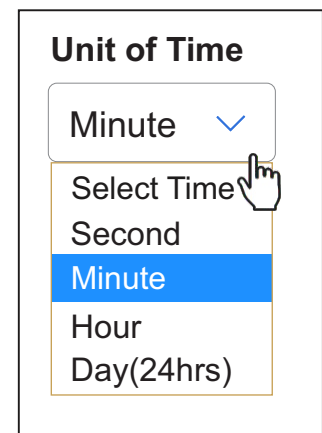 Unit of Time
Minute
Select Time
Second
Minute
Hour
Day(24hrs)